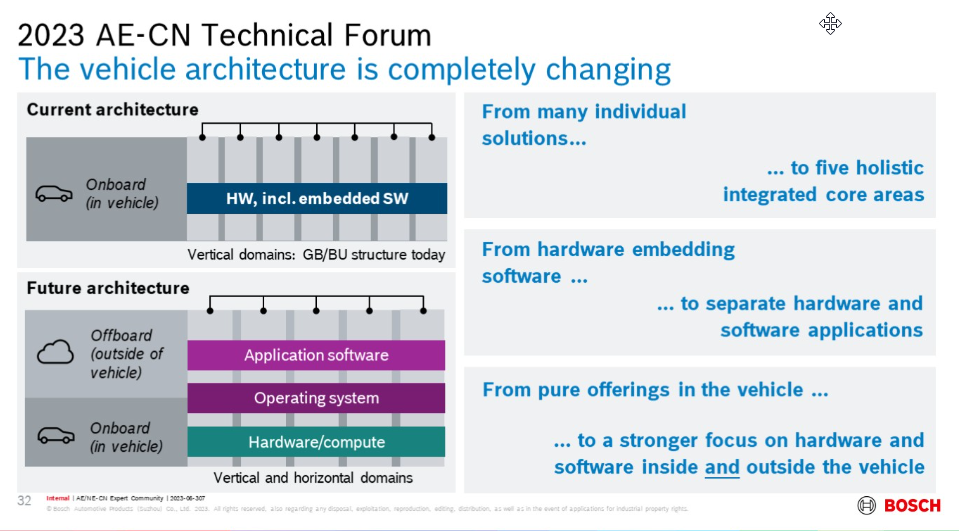 2023 AE-CN Technical Forum
The vehicle architecture is completely changing
Current architecture
Onboard
(in vehicle)
HW, incl. embedded SW
Vertical domains: GB/BU structure today
Future architecture
Offboard
(outside of
vehicle)
Onboard
(in vehicle)
Application software
Operating system
Hardware/compute
Vertical and horizontal domains
From many individual
solutions...
... to five holistic
integrated core areas
From hardware embedding
software ...
... to separate hardware and
software applications
From pure offerings in the vehicle ...
... to a stronger focus on hardware and
software inside and outside the vehicle
32
Internal | AE/NE-CN Expert Community | 2023-06-30?
© Bosch Automotive Products (Suzhou) Co., Ltd. 2023. All rights reserved, also regarding any disposal, exploitation, reproduction, editing, distribution, as well as in the event of applications for industrial property rights.
BOSCH